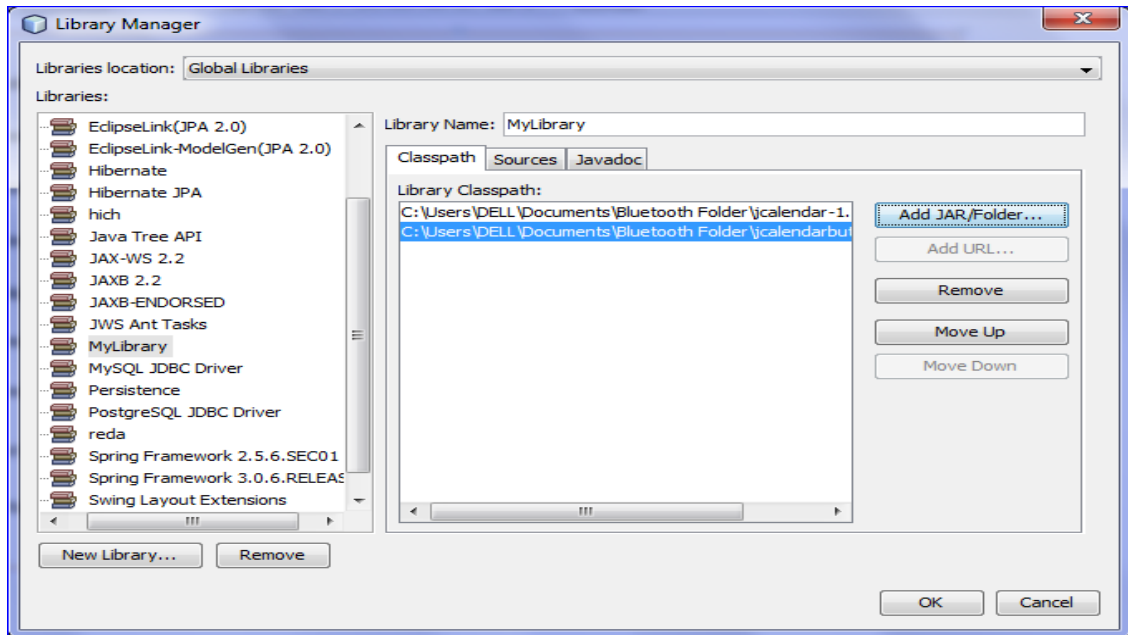 Library Manager
Libraries location: Global Libraries
Libraries:
EclipseLink(JPA 2.0)
EclipseLink-ModelGen(JPA 2.0)
Hibernate
Hibernate JPA
hich
Java Tree API
JAX-WS 2.2
JAXB 2.2
JAXB-ENDORSED
JWS Ant Tasks
MyLibrary
MySQL JDBC Driver
Persistence
PostgreSQL JDBC Driver
reda
Spring Framework 2.5.6.SEC01
Spring Framework 3.0.6.RELEAS
Swing Layout Extensions
New Library...
Remove
Library Name: MyLibrary
Classpath
Sources
Javadoc
Library Classpath:
C:\Users\DELL\Documents\Bluetooth Folder\jcalendar-1.
C:\Users\DELL\Documents\Bluetooth Folder\jcalendarbut
Add JAR/Folder...
Add URL...
Remove
Move Up
Move Down
OK
Cancel